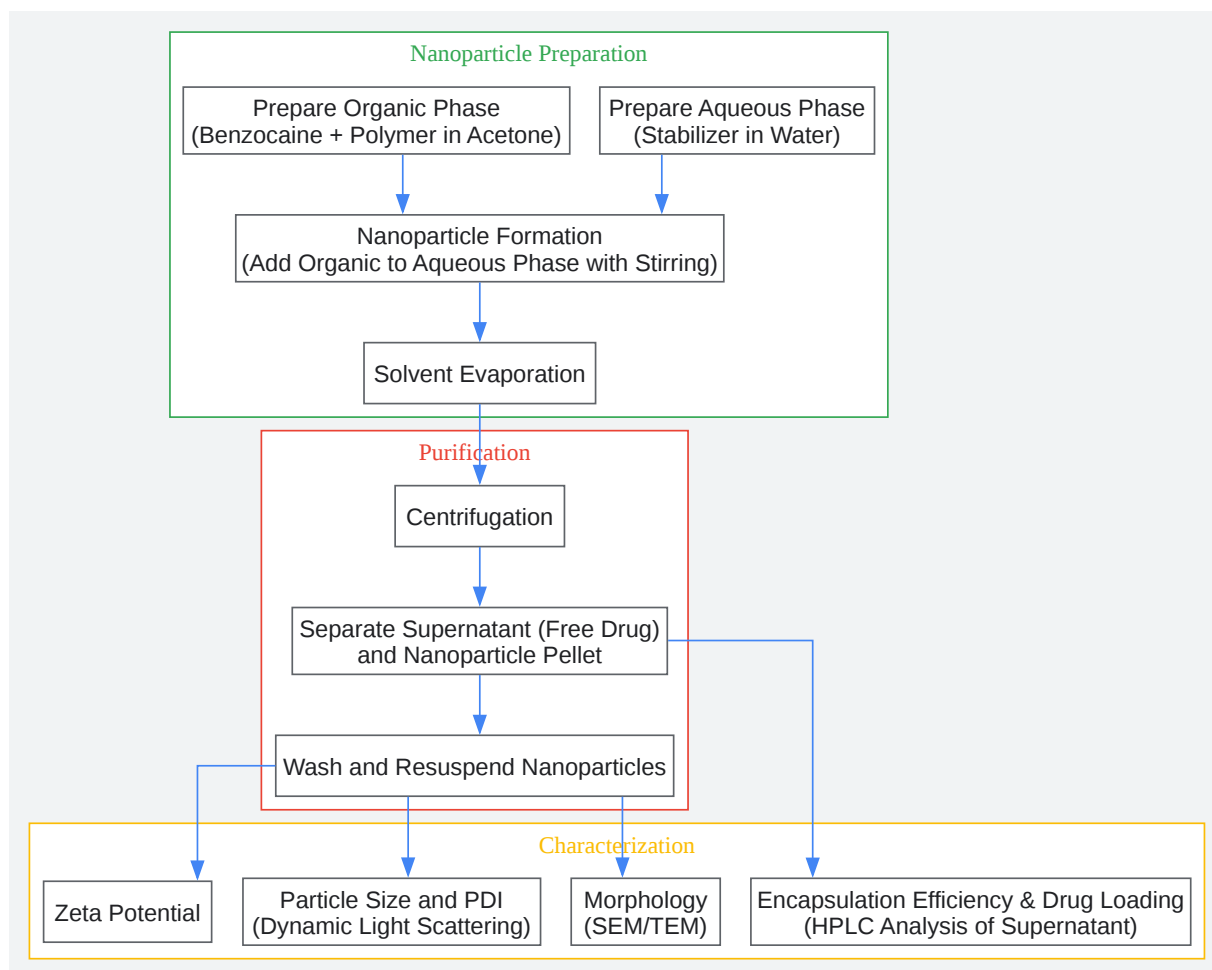 Nanoparticle Preparation
Prepare Organic Phase
(Benzocaine + Polymer in Acetone)
Prepare Aqueous Phase
(Stabilizer in Water)
Nanoparticle Formation
(Add Organic to Aqueous Phase with Stirring)
Solvent Evaporation
Purification
Centrifugation
Separate Supernatant (Free Drug)
and Nanoparticle Pellet
Wash and Resuspend Nanoparticles
Characterization
Zeta Potential
Particle Size and PDI
(Dynamic Light Scattering)
Morphology
(SEM/TEM)
Encapsulation Efficiency & Drug Loading
(HPLC Analysis of Supernatant)